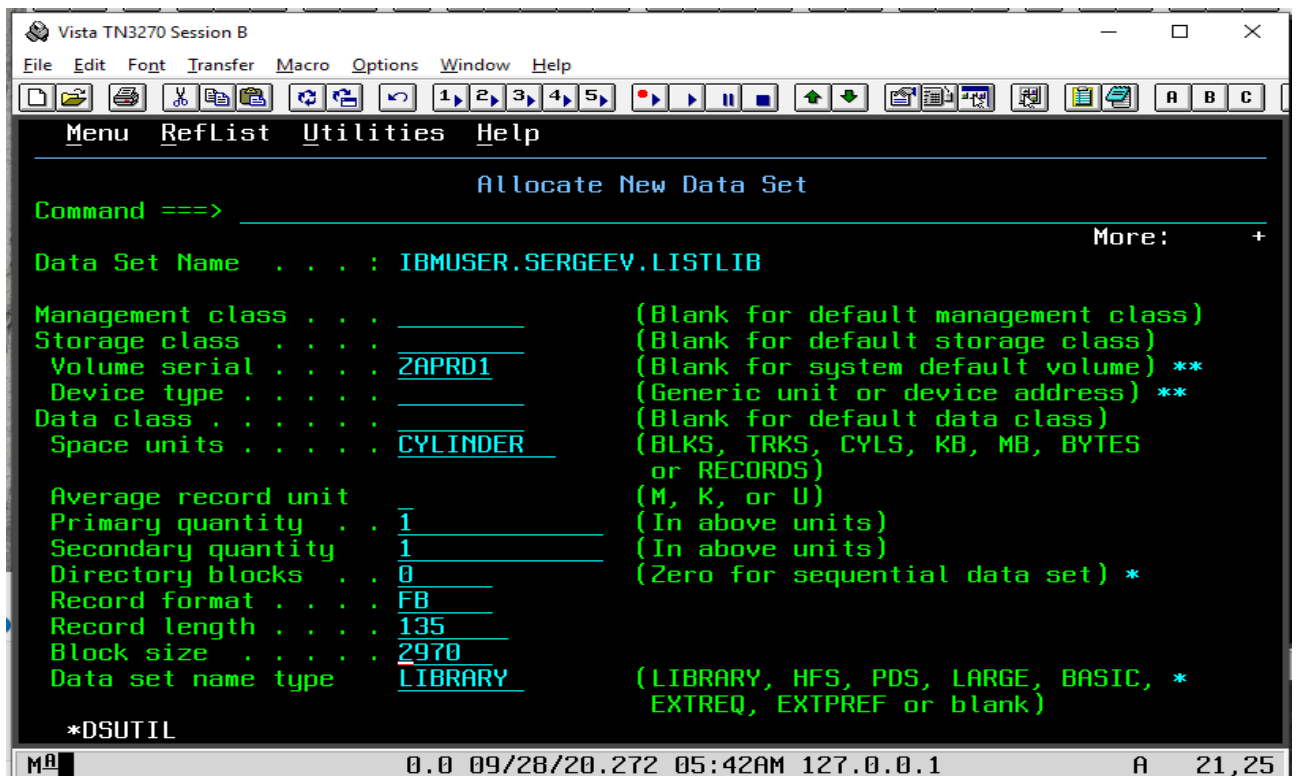 Vista TN3270 Session B
File Edit Font Transfer Macro Options Window Help
1 2 3 4 5 A B C
Menu RefList Utilities Help
Allocate New Data Set
Command ===>
More: +
Data Set Name . . . : IBMUSER.SERGEEV.LISTLIB
Management class . . . (Blank for default management class)
Storage class . . . . (Blank for default storage class)
Volume serial . . . . ZAPRD1 (Blank for system default volume) **
Device type . . . . . (Generic unit or device address) **
Data class . . . . . . (Blank for default data class)
Space units . . . . . CYLINDER (BLKS, TRKS, CYLS, KB, MB, BYTES
or RECORDS)
Average record unit (M, K, or U)
Primary quantity . . 1 (In above units)
Secondary quantity 1 (In above units)
Directory blocks . . 0 (Zero for sequential data set) *
Record format . . . . FB
Record length . . . . 135
Block size . . . . . 2970
Data set name type LIBRARY (LIBRARY, HFS, PDS, LARGE, BASIC, *
EXTREQ, EXTPREF or blank)
*DSUTIL
MA 0.0 09/28/20.272 05:42AM 127.0.0.1 A 21,25